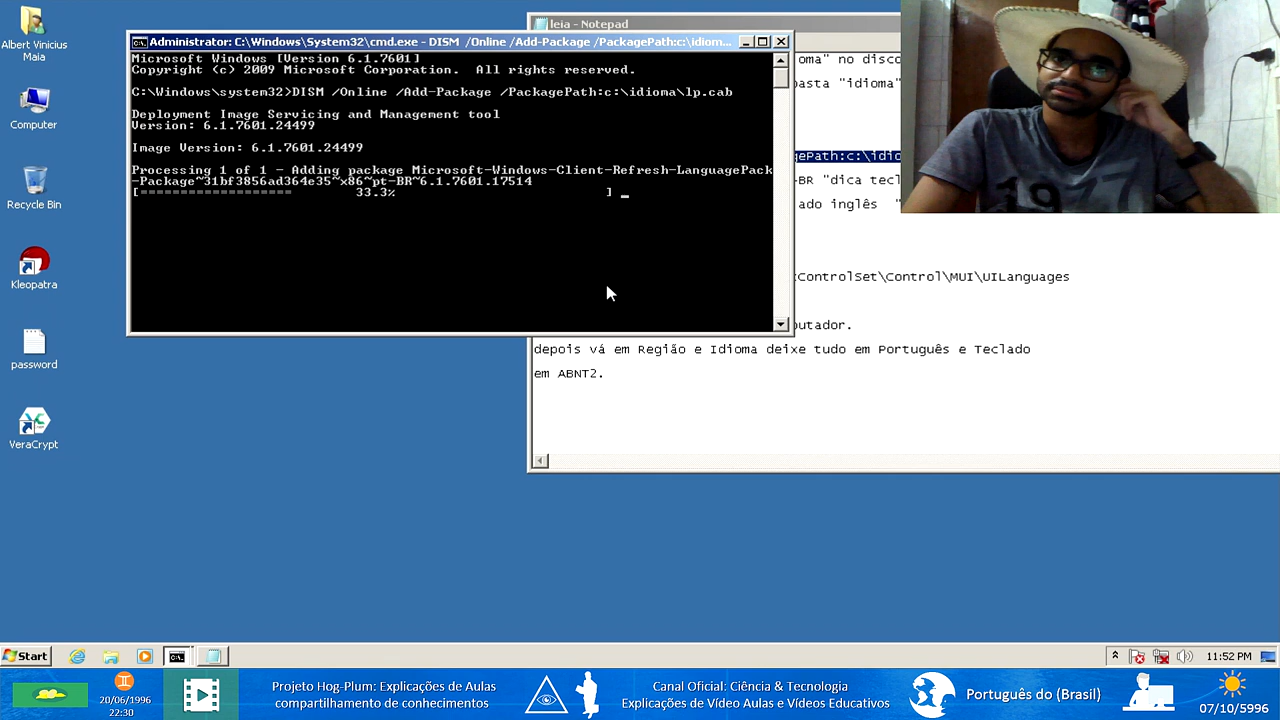 Albert Vinicius
Maia
Computer
Recycle Bin
Kleopatra
password
VeraCrypt
leia - Notepad
Administrator: C:\Windows\System32\cmd.exe - DISM /Online /Add-Package /PackagePath:c:\idiom...
Microsoft Windows [Version 6.1.7601]
Copyright (c) 2009 Microsoft Corporation.  All rights reserved.
C:\Windows\system32>DISM /Online /Add-Package /PackagePath:c:\idioma\lp.cab
Deployment Image Servicing and Management tool
Version: 6.1.7601.24499
Image Version: 6.1.7601.24499
Processing 1 of 1 - Adding package Microsoft-Windows-Client-Refresh-LanguagePack
-Package~31bf3856ad364e35~x86~pt-BR~6.1.7601.17514
[===================        33.3%                          ]
oma" no disco
pasta "idioma"
gePath:c:\idio
-BR "dica tecl
ado inglês  "
ControlSet\Control\MUI\UILanguages
putador.
depois vá em Região e Idioma deixe tudo em Português e Teclado
em ABNT2.
19
Start
11:52 PM
20/06/1996
22:30
Projeto Hog-Plum: Explicações de Aulas
compartilhamento de conhecimentos
Canal Oficial: Ciência & Tecnologia
Explicações de Vídeo Aulas e Vídeos Educativos
Português do (Brasil)
07/10/5996